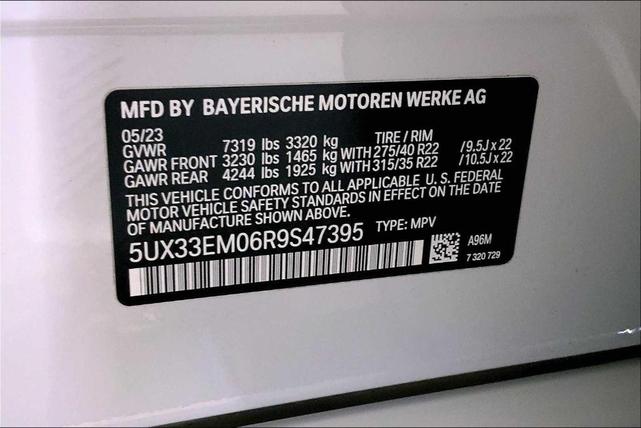 MFD BY BAYERISCHE MOTOREN WERKE AG
05/23 TIRE / RIM
GVWR 7319 lbs 3320 kg
GAWR FRONT 3230 lbs 1465 kg WITH 275/40 R22 / 9.5J x 22
GAWR REAR 4244 lbs 1925 kg WITH 315/35 R22 / 10.5J x 22
THIS VEHICLE CONFORMS TO ALL APPLICABLE U. S. FEDERAL
MOTOR VEHICLE SAFETY STANDARDS IN EFFECT ON THE DATE
OF MANUFACTURE SHOWN ABOVE.
5UX33EM06R9S47395 TYPE: MPV
A96M
7 320 729